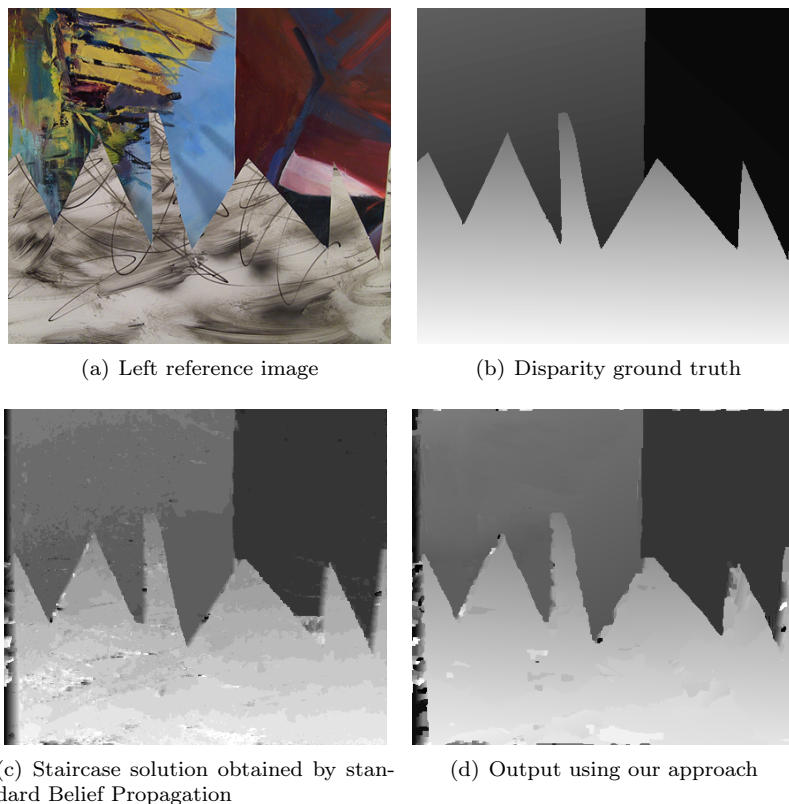 (a) Left reference image
(b) Disparity ground truth
(c) Staircase solution obtained by stan-
dard Belief Propagation
(d) Output using our approach